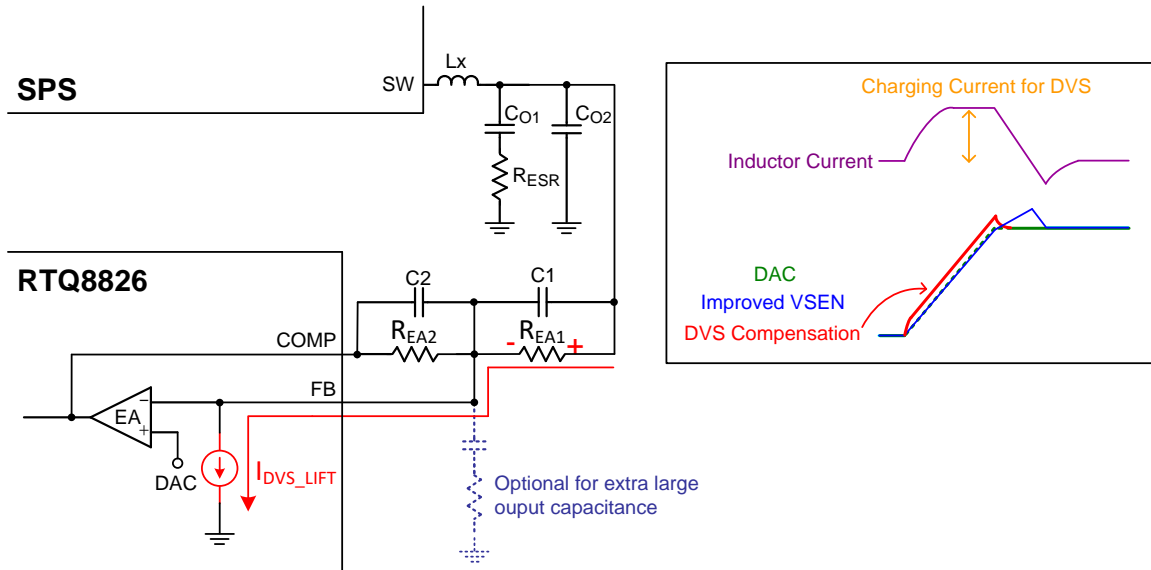 SPS
SW
Lx
CO1
CO2
RESR
RTQ8826
C2
C1
REA2
REA1
- +
COMP
FB
EA
−
+
DAC
IDVS_LIFT
Optional for extra large
ouput capacitance
Charging Current for DVS
Inductor Current
DAC
Improved VSEN
DVS Compensation